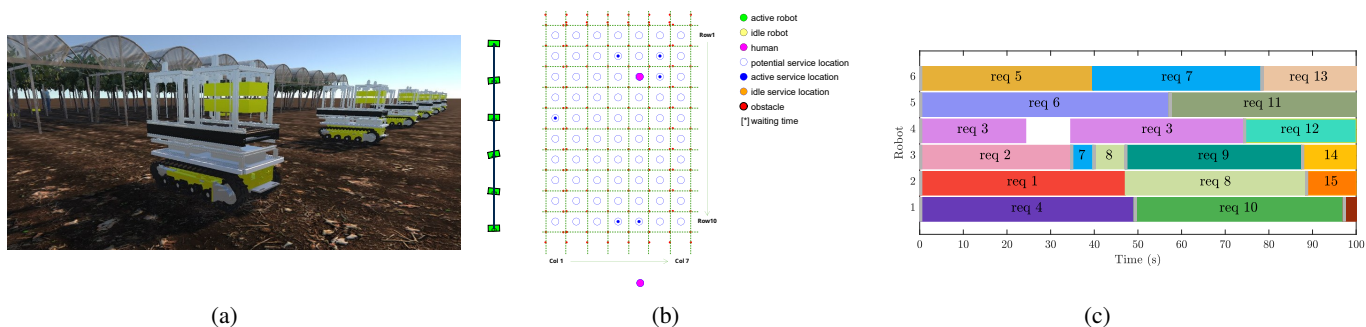 Row1
Row10
Col 1
Col 7
active robot
idle robot
human
potential service location
active service location
idle service location
obstacle
[*] waiting time
Robot
6
req 5
req 7
req 13
5
req 6
req 11
4
req 3
req 3
req 12
3
req 2
7
8
req 9
14
2
req 1
req 8
15
1
req 4
req 10
0
10
20
30
40
50
60
70
80
90
100
Time (s)
(a)
(b)
(c)